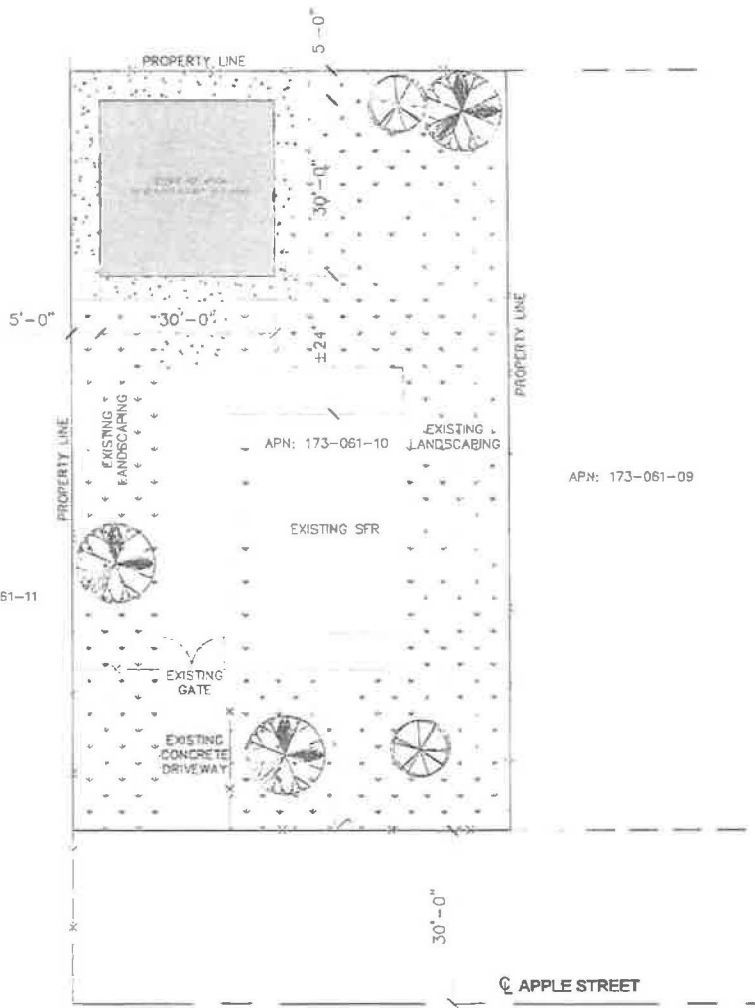 5'-0"
PROPERTY LINE
30'-0"
5'-0"
30'-0"
±24'
PROPERTY LINE
EXISTING
LANDSCAPING
PROPERTY LINE
APN: 173-061-10
EXISTING
LANDSCAPING
APN: 173-061-09
EXISTING SFR
61-11
EXISTING
GATE
EXISTING
CONCRETE
DRIVEWAY
30'-0"
℄ APPLE STREET